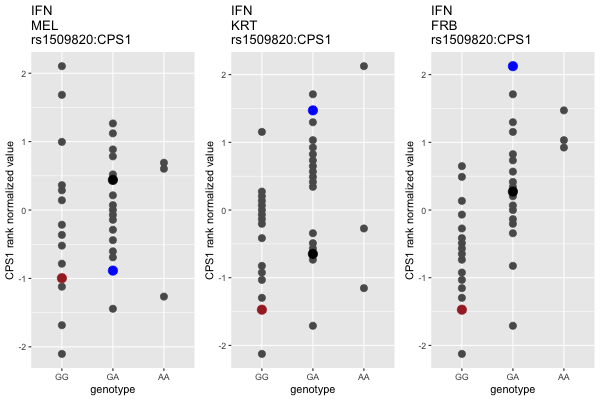 IFN
MEL
rs1509820:CPS1
CPS1 rank normalized value
2
1
0
-1
-2
GG
GA
AA
genotype
IFN
KRT
rs1509820:CPS1
CPS1 rank normalized value
2
1
0
-1
-2
GG
GA
AA
genotype
IFN
FRB
rs1509820:CPS1
CPS1 rank normalized value
2
1
0
-1
-2
GG
GA
AA
genotype